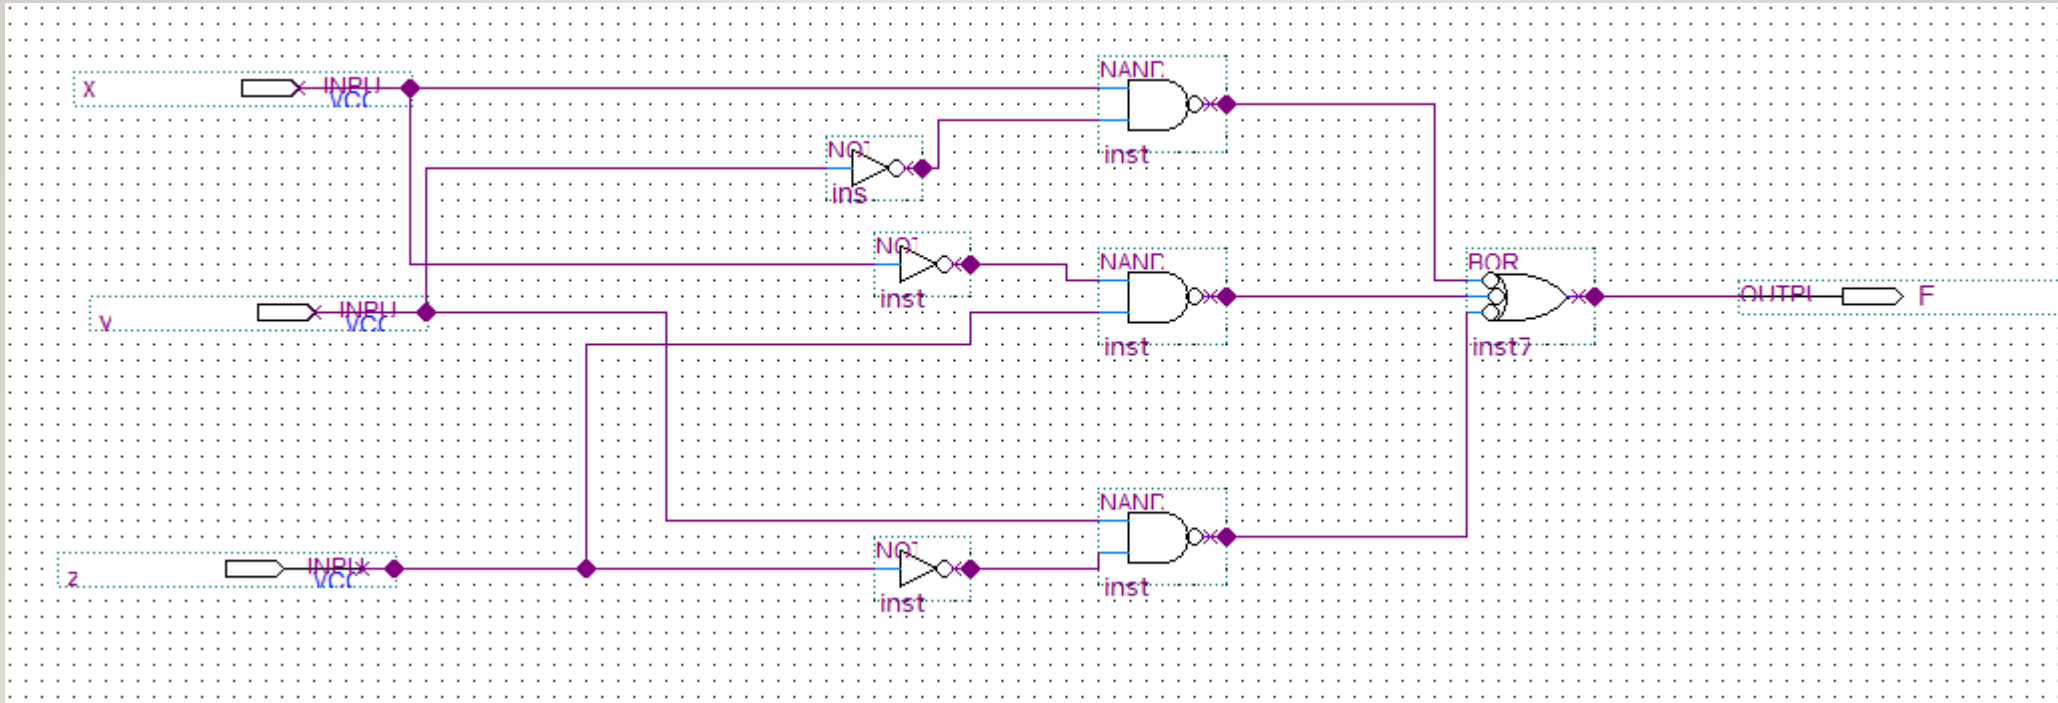 X
INPU
VCC
NAND
inst
NOT
ins
NOT
inst
NAND
inst
BOR
inst7
OUTPU
F
y
INPU
VCC
NAND
inst
NOT
inst
z
INPU
VCC